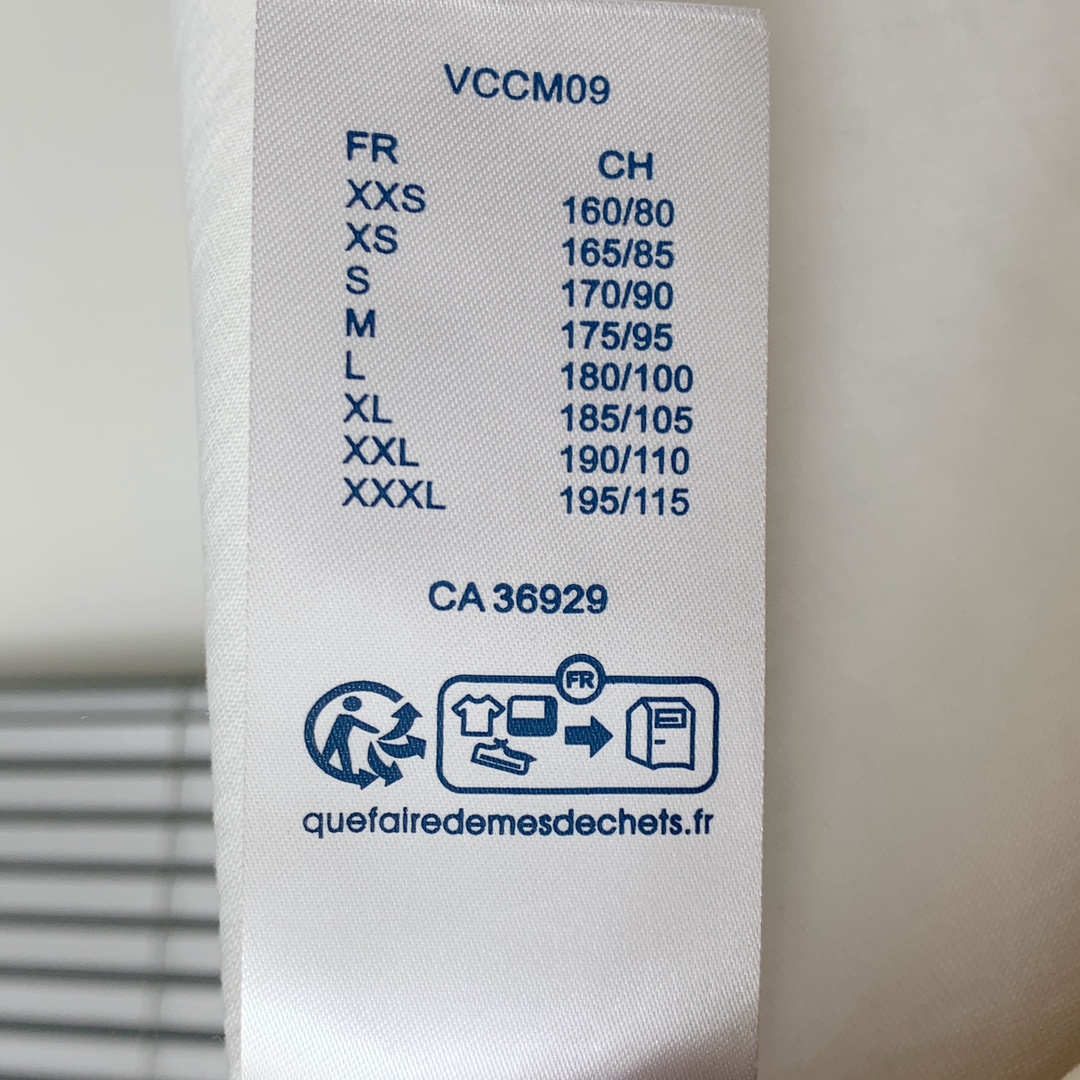 VCCM09
FR CH
XXS 160/80
XS 165/85
S 170/90
M 175/95
L 180/100
XL 185/105
XXL 190/110
XXXL 195/115
CA 36929
FR
quefairedemesdechets.fr